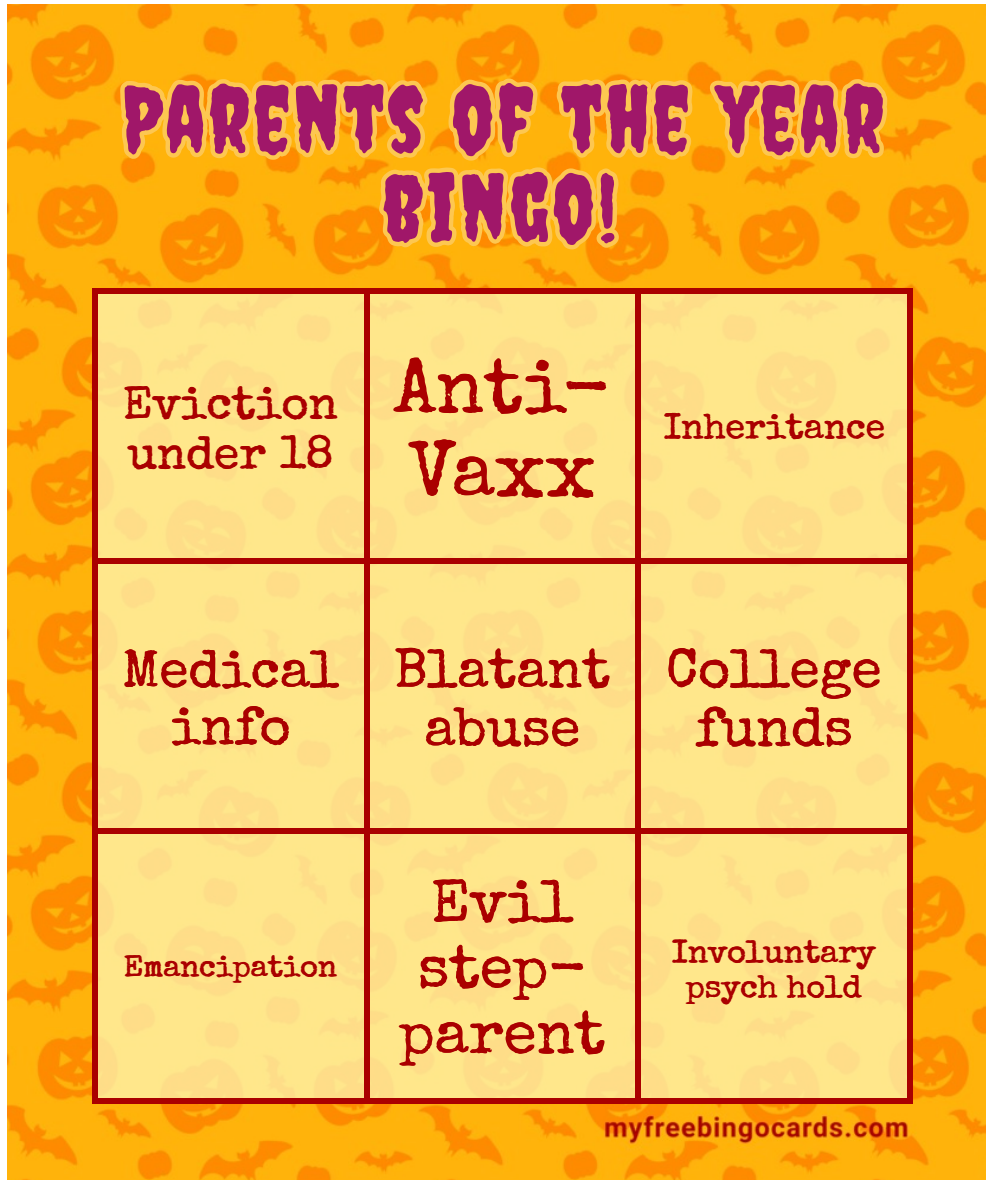 PARENTS OF THE YEAR
BINGO!
Eviction
under 18
Anti-
Vaxx
Inheritance
Medical
info
Blatant
abuse
College
funds
Emancipation
Evil
step-
parent
Involuntary
psych hold
myfreebingocards.com